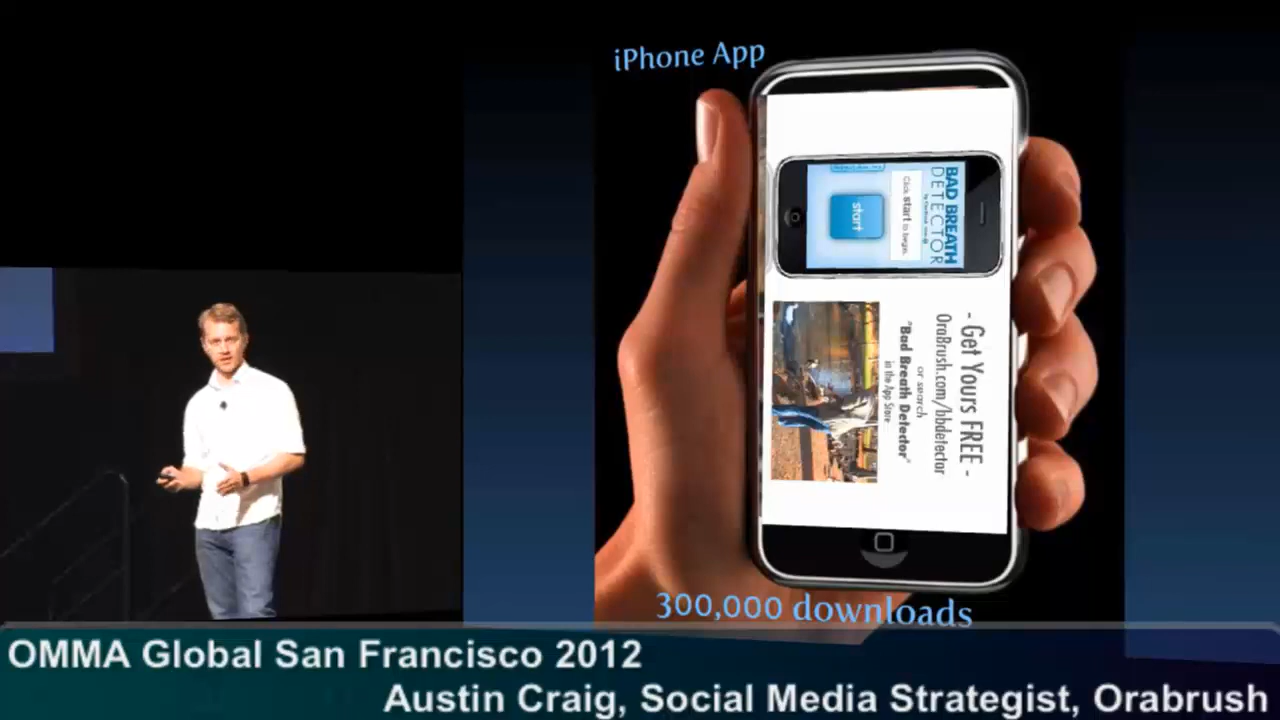 iPhone App
BAD BREATH
DETECTOR
Click start to begin.
start
- Get Yours FREE -
OraBrush.com/bbdetector
or search
"Bad Breath Detector"
in the App Store
300,000 downloads
OMMA Global San Francisco 2012
Austin Craig, Social Media Strategist, Orabrush